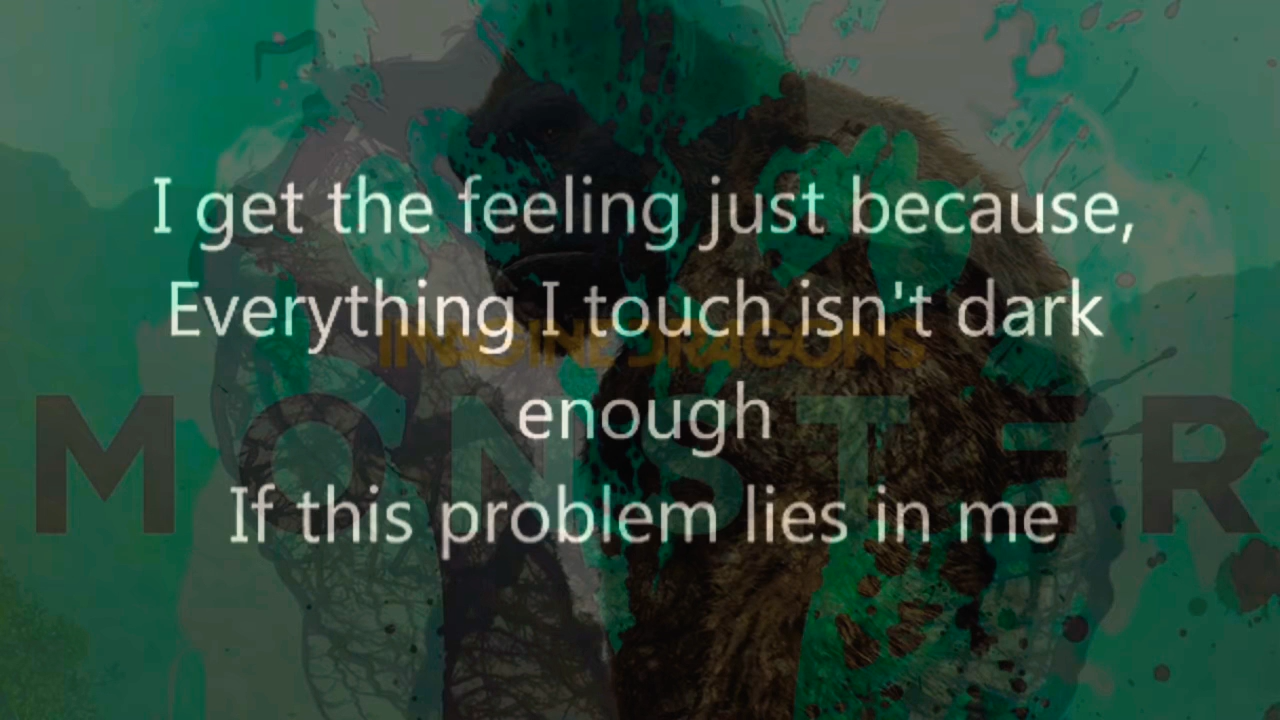 I get the feeling just because,
Everything I touch isn't dark
IMAGINE DRAGONS
enough
MONSTER
If this problem lies in me